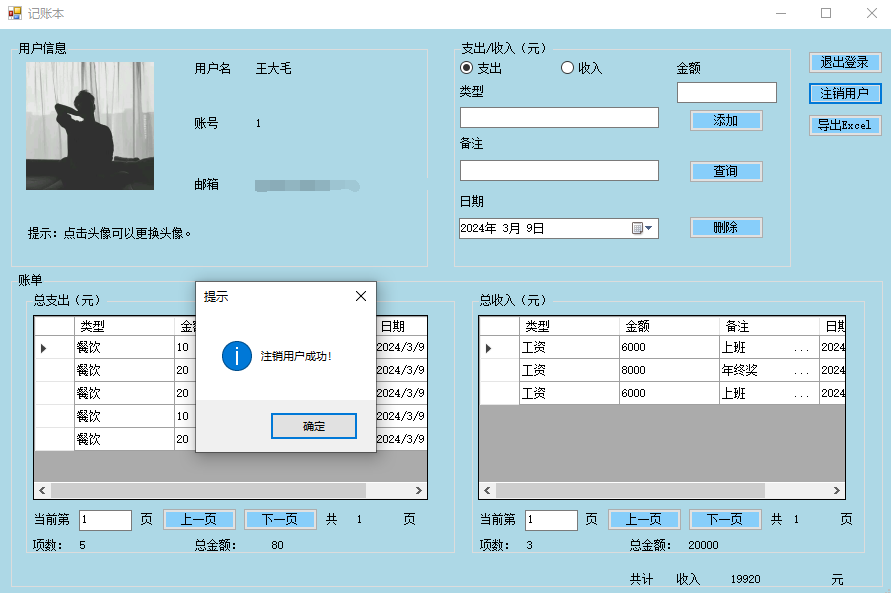 记账本
用户信息
用户名 王大毛
账号 1
邮箱
提示：点击头像可以更换头像。
支出/收入（元）
支出 收入 金额
类型
添加
备注
查询
日期
2024年 3月 9日
删除
退出登录
注销用户
导出Excel
账单
总支出（元）
类型 日期
餐饮 10 2024/3/9
餐饮 20 2024/3/9
餐饮 20 2024/3/9
餐饮 10 2024/3/9
餐饮 20 2024/3/9
当前第 1 页 上一页 下一页 共 1 页
项数： 5 总金额： 80
提示
注销用户成功!
确定
总收入（元）
类型 金额 备注 日期
工资 6000 上班 ... 2024
工资 8000 年终奖 ... 2024
工资 6000 上班 ... 2024
当前第 1 页 上一页 下一页 共 1 页
项数： 3 总金额： 20000
共计 收入 19920 元